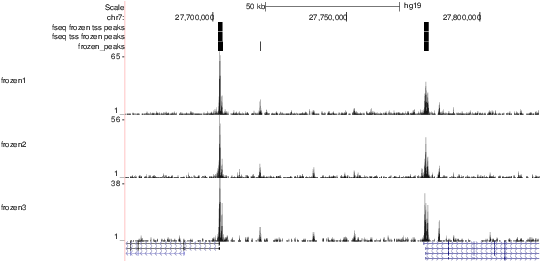 Scale 50 kb hg19
chr7: 27,700,000 27,750,000 27,800,000
fseq frozen tss peaks
fseq tss frozen peaks
frozen_peaks
65
frozen1
1
56
frozen2
1
38
frozen3
1